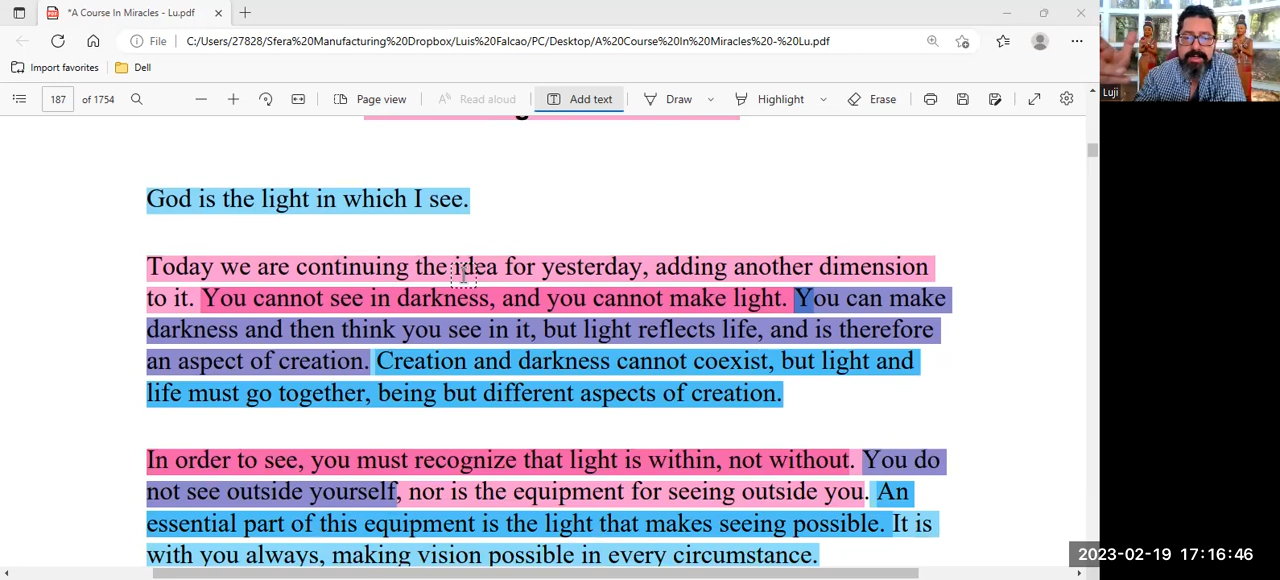 *A Course In Miracles - Lu.pdf
File C:/Users/27828/Sfera%20Manufacturing%20Dropbox/Luis%20Falcao/PC/Desktop/A%20Course%20In%20Miracles%20-%20Lu.pdf
Import favorites Dell
187 of 1754 Page view Read aloud Add text Draw Highlight Erase
Luji
God is the light in which I see.
Today we are continuing the idea for yesterday, adding another dimension
to it. You cannot see in darkness, and you cannot make light. You can make
darkness and then think you see in it, but light reflects life, and is therefore
an aspect of creation. Creation and darkness cannot coexist, but light and
life must go together, being but different aspects of creation.
In order to see, you must recognize that light is within, not without. You do
not see outside yourself, nor is the equipment for seeing outside you. An
essential part of this equipment is the light that makes seeing possible. It is
with you always, making vision possible in every circumstance.
2023-02-19 17:16:46